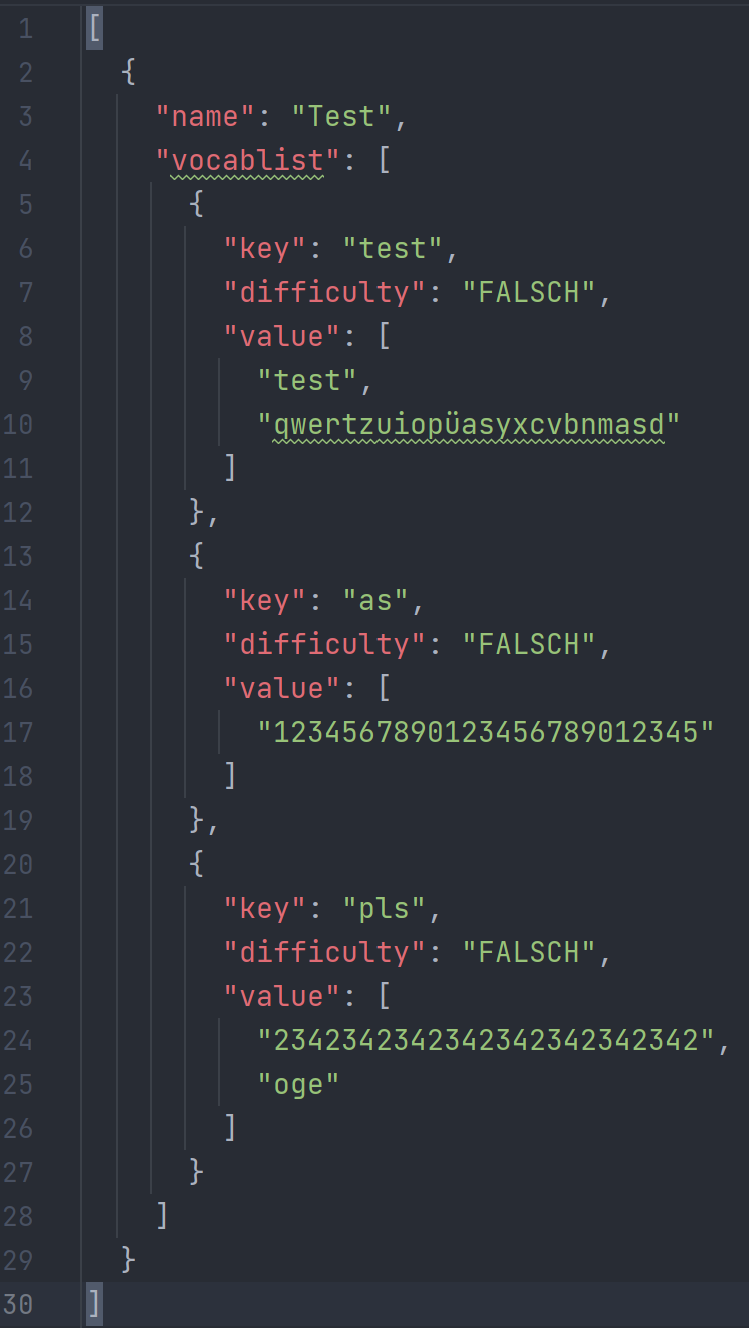 1 [
2 {
3 "name": "Test",
4 "vocablist": [
5 {
6 "key": "test",
7 "difficulty": "FALSCH",
8 "value": [
9 "test",
10 "qwertzuiopüasyxcvbnmasd"
11 ]
12 },
13 {
14 "key": "as",
15 "difficulty": "FALSCH",
16 "value": [
17 "1234567890123456789012345"
18 ]
19 },
20 {
21 "key": "pls",
22 "difficulty": "FALSCH",
23 "value": [
24 "2342342342342342342342342",
25 "oge"
26 ]
27 }
28 ]
29 }
30 ]